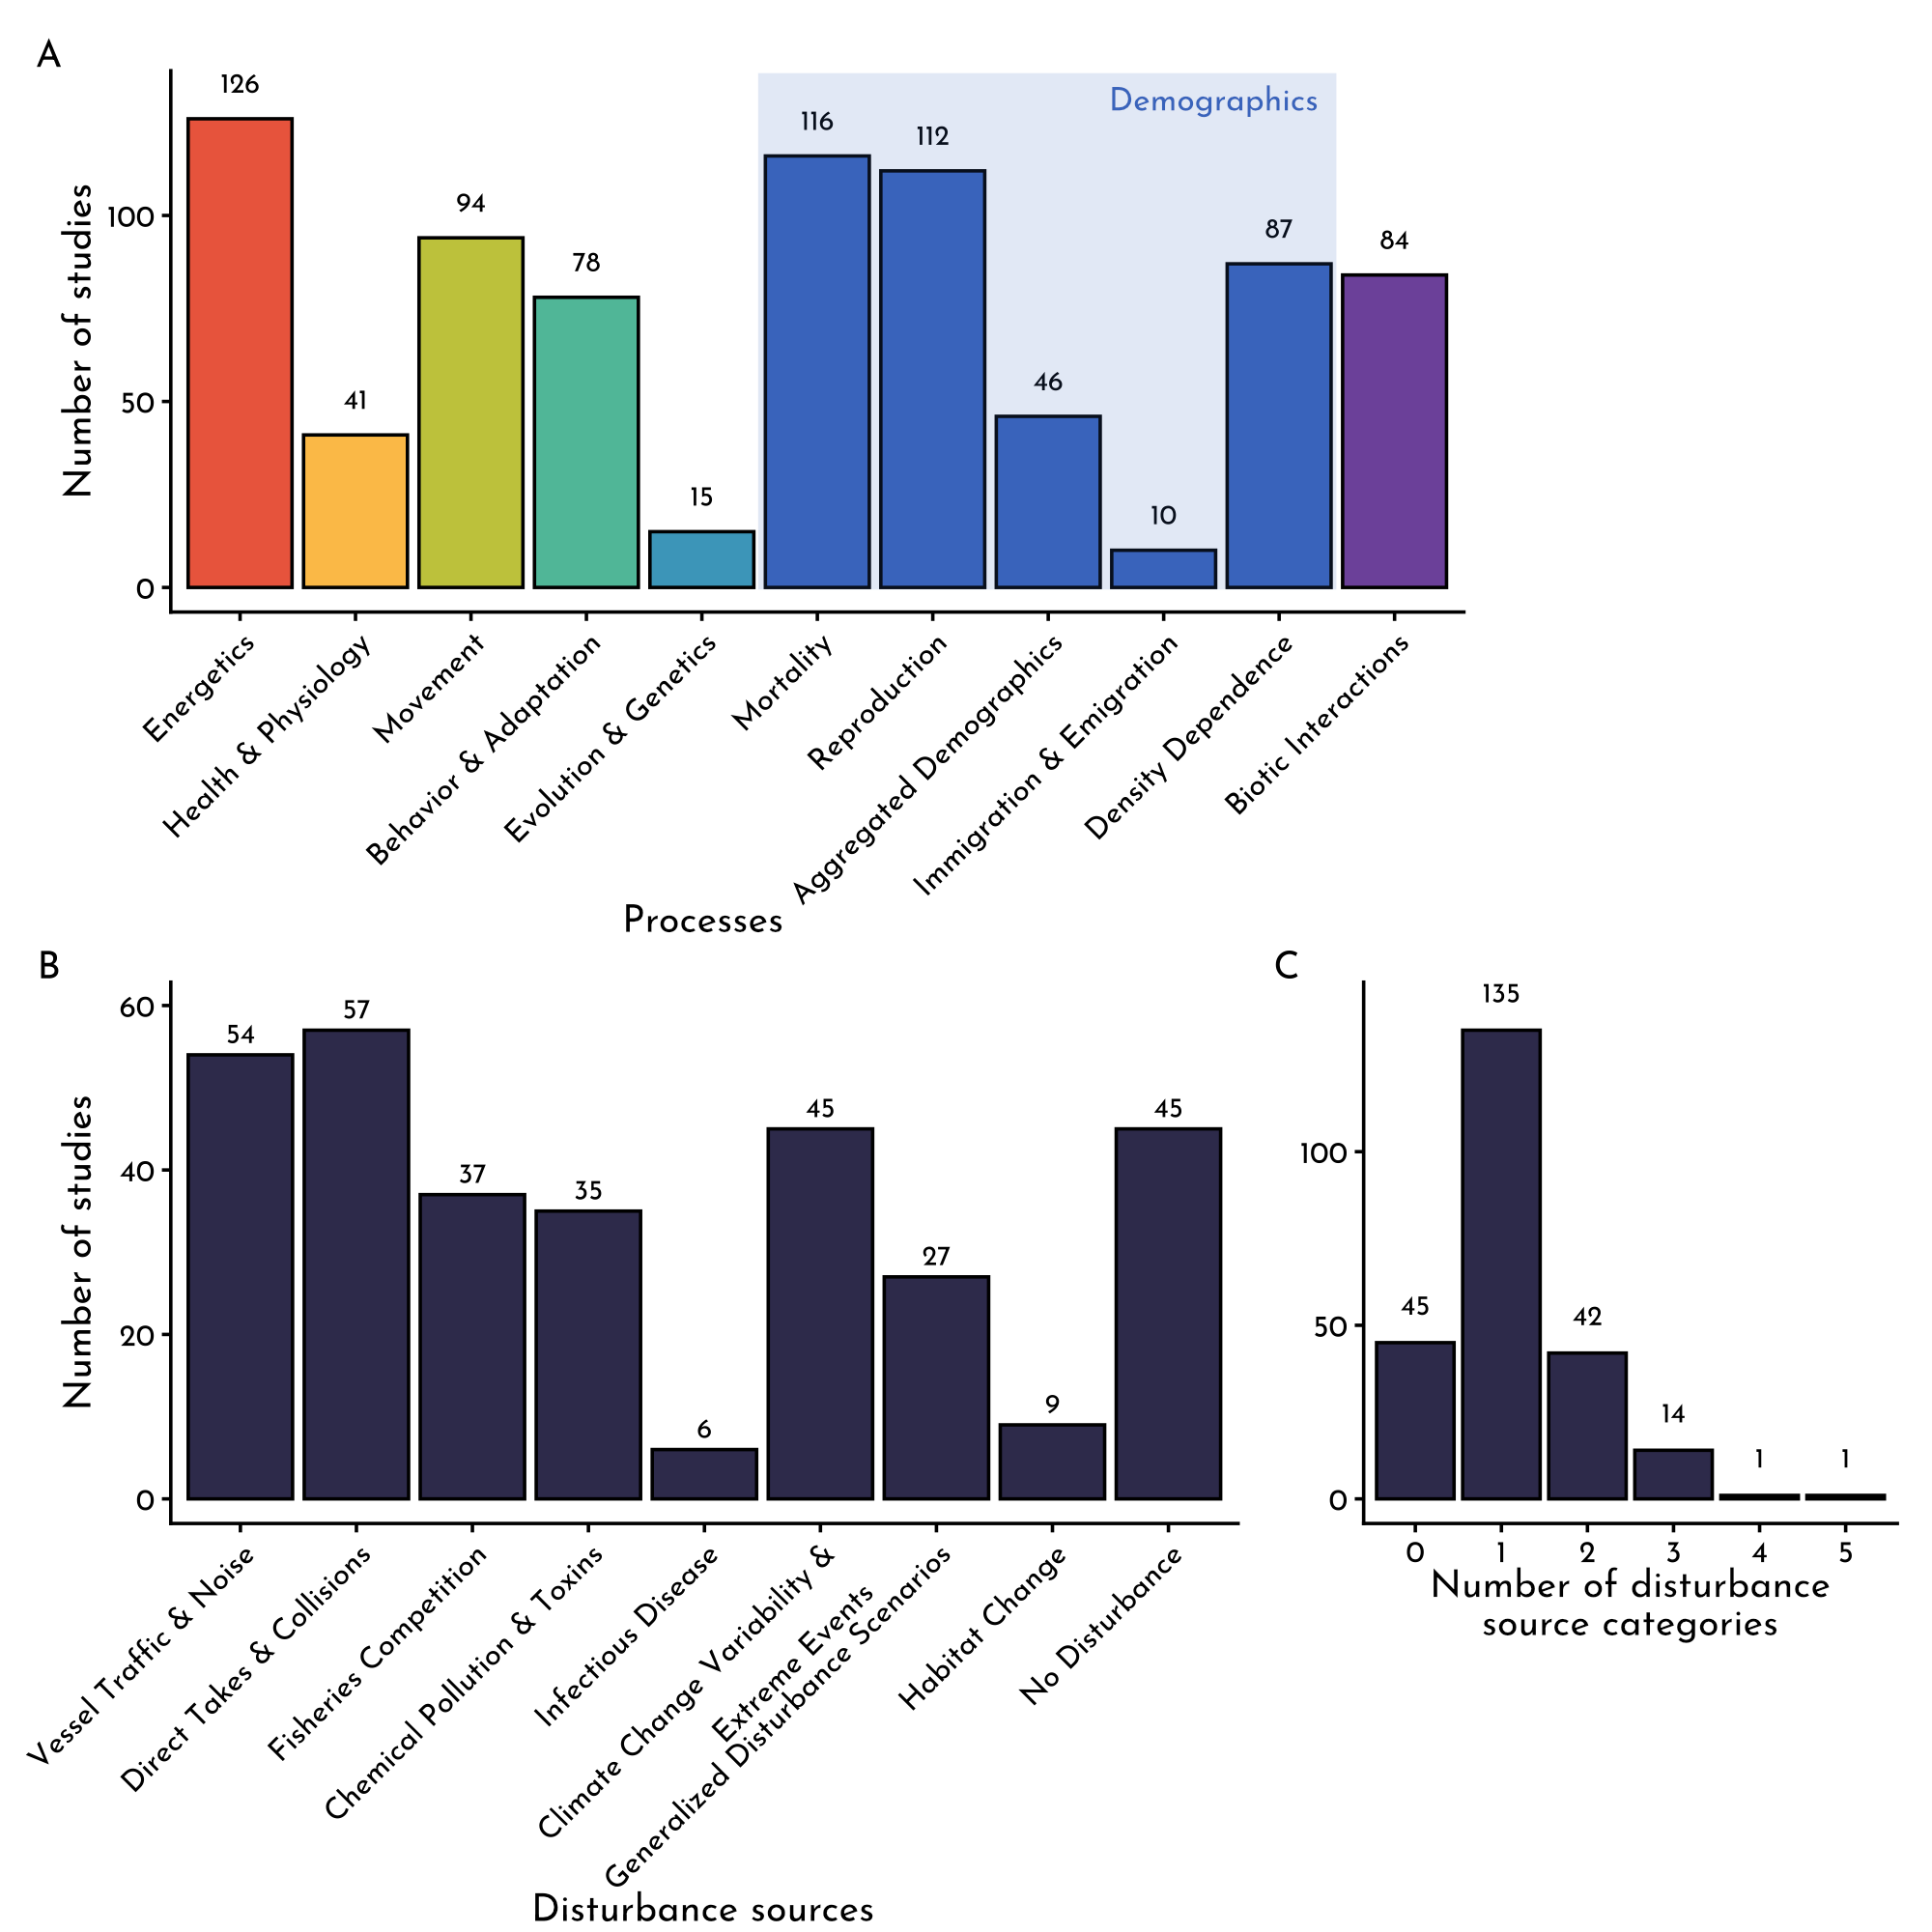 A
Number of studies
100
50
0
126
41
94
78
15
116
112
46
10
87
84
Demographics
Energetics
Health & Physiology
Movement
Behavior & Adaptation
Evolution & Genetics
Mortality
Reproduction
Aggregated Demographics
Immigration & Emigration
Density Dependence
Biotic Interactions
Processes
B
Number of studies
60
40
20
0
54
57
37
35
6
45
27
9
45
Vessel Traffic & Noise
Direct Takes & Collisions
Fisheries Competition
Chemical Pollution & Toxins
Infectious Disease
Climate Change Variability &
Extreme Events
Generalized Disturbance Scenarios
Habitat Change
No Disturbance
Disturbance sources
C
100
50
0
45
135
42
14
1
1
0
1
2
3
4
5
Number of disturbance
source categories